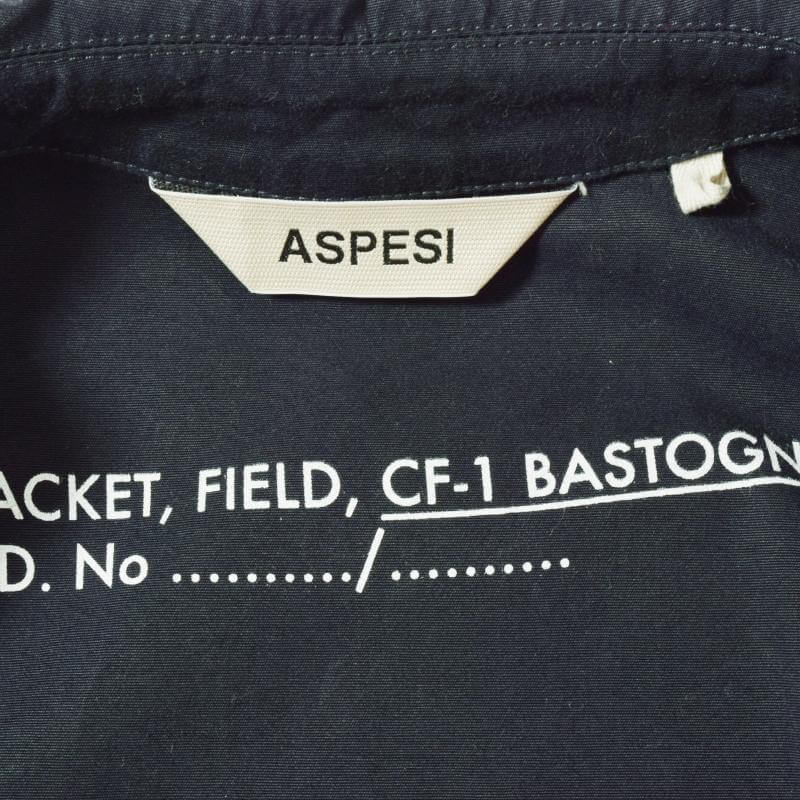 ASPESI
ACKET, FIELD, CF-1 BASTOGN
D. No ........../..........